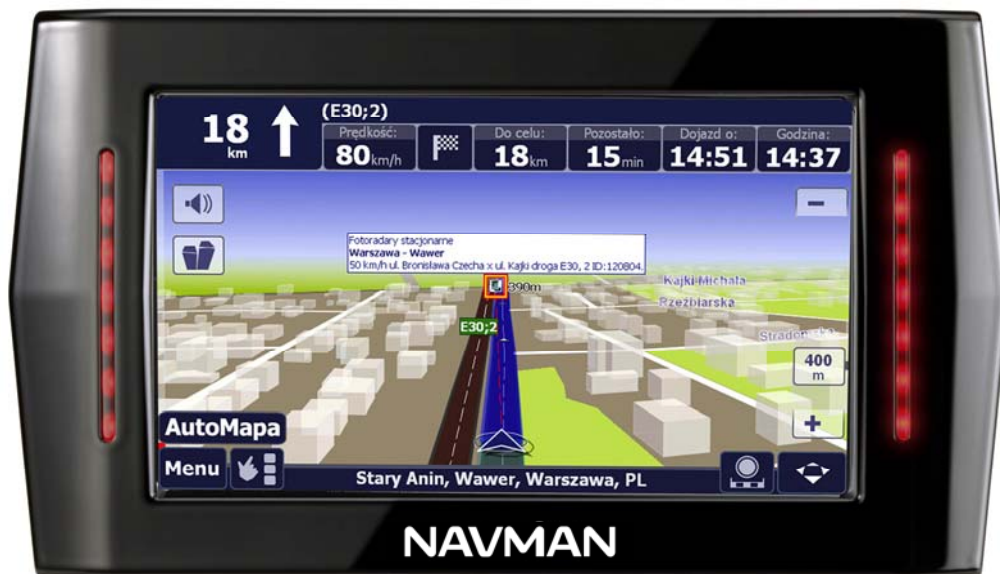 18
km
(E30;2)
Prędkość:
80km/h
Do celu:
18km
Pozostało:
15min
Dojazd o:
14:51
Godzina:
14:37
Fotoradary stacjonarne
Warszawa - Wawer
50 km/h ul. Bronisława Czecha x ul. Kajki droga E30, 2 ID:120804.
390m
Kajki Michała
Rzeźbiarska
E30;2
400
m
AutoMapa
Menu
Stary Anin, Wawer, Warszawa, PL
NAVMAN